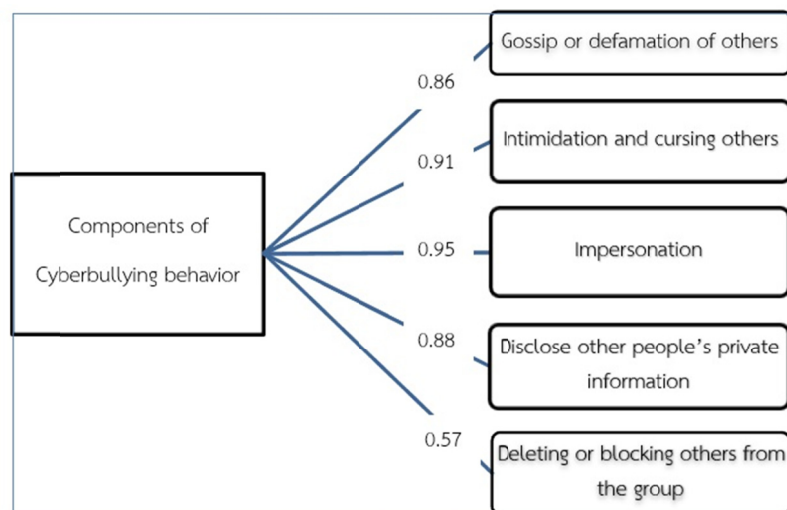 Gossip or defamation of others
0.86
Intimidation and cursing others
0.91
Components of
Cyberbullying behavior
0.95
Impersonation
0.88
Disclose other people's private
information
0.57
Deleting or blocking others from
the group